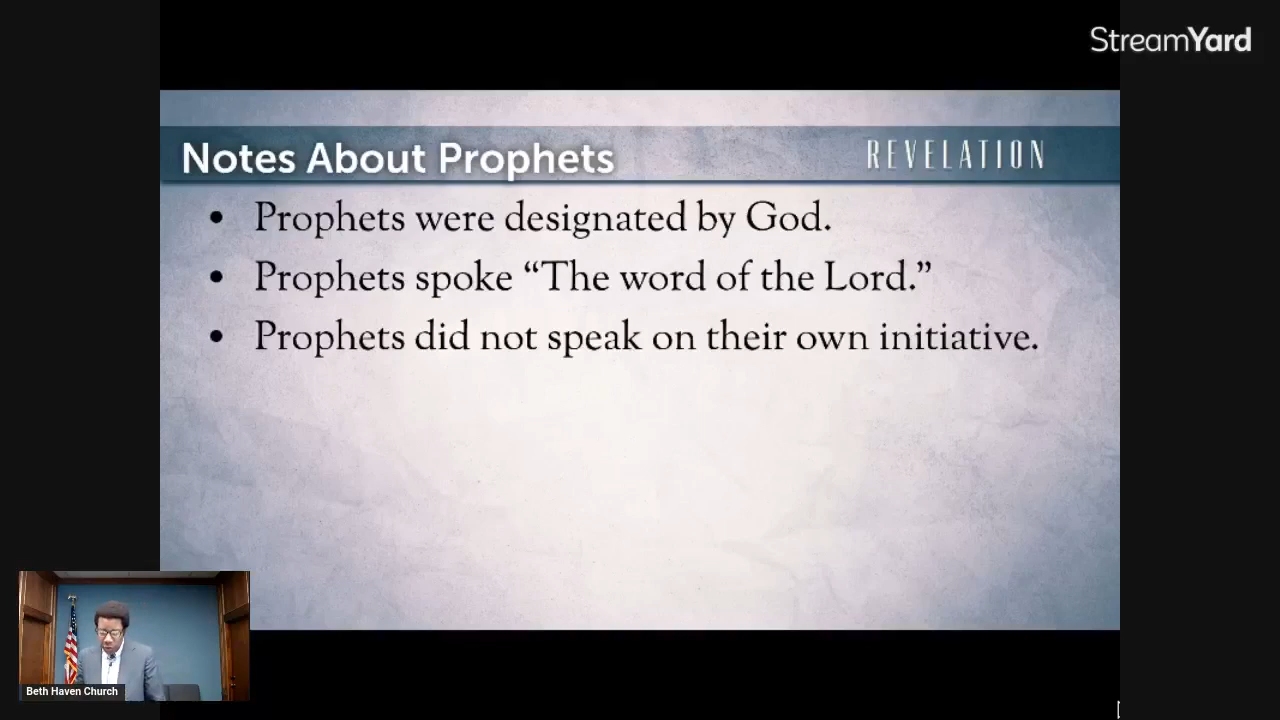 StreamYard
Notes About Prophets
REVELATION
• Prophets were designated by God.
• Prophets spoke “The word of the Lord.”
• Prophets did not speak on their own initiative.
Beth Haven Church